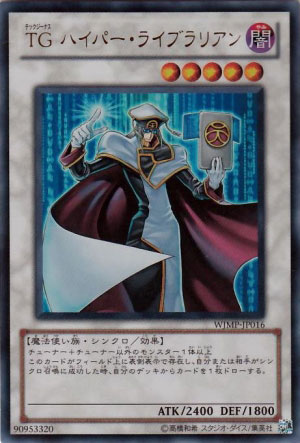 テックジーナス
TG ハイパー・ライブラリアン
闇
WJMP-JP016
【魔法使い族・シンクロ/効果】
チューナー+チューナー以外のモンスター1体以上
このカードがフィールド上に表側表示で存在し、自分または相手がシン
クロ召喚に成功した時、自分のデッキからカードを1枚ドローする。
ATK/2400 DEF/1800
90953320
©高橋和希 スタジオ・ダイス/集英社